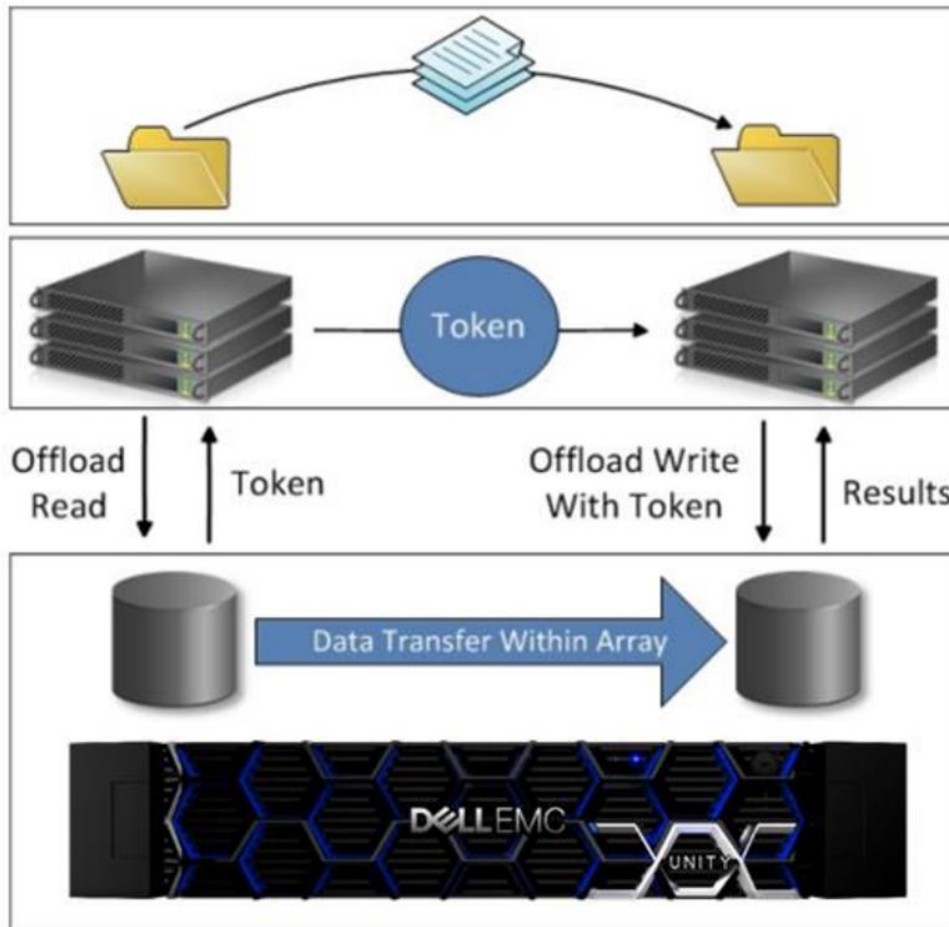 Token
Offload
Read
Token
Offload Write
With Token
Results
Data Transfer Within Array
DELLEMC
UNITY